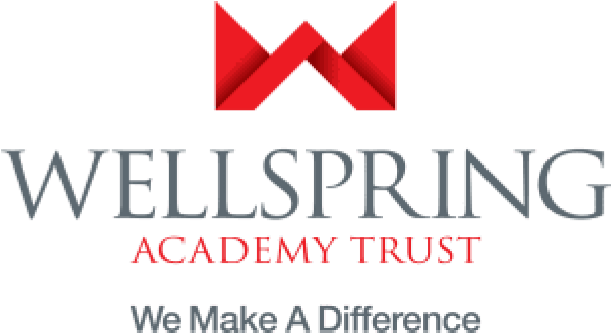 WELLSPRING
ACADEMY TRUST
We Make A Difference